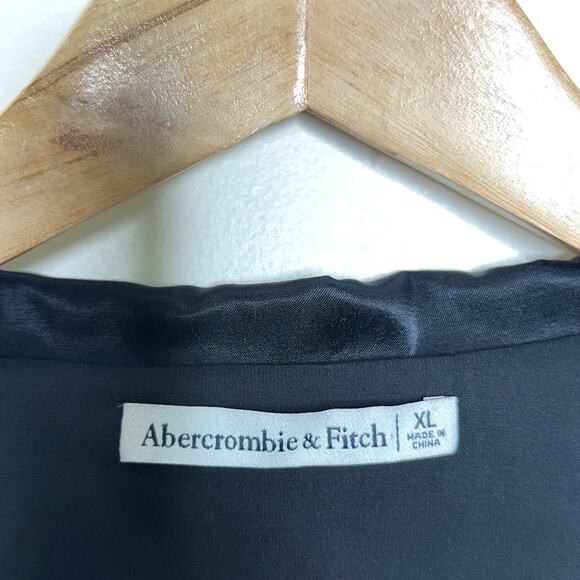 Abercrombie & Fitch | XL
MADE IN
CHINA